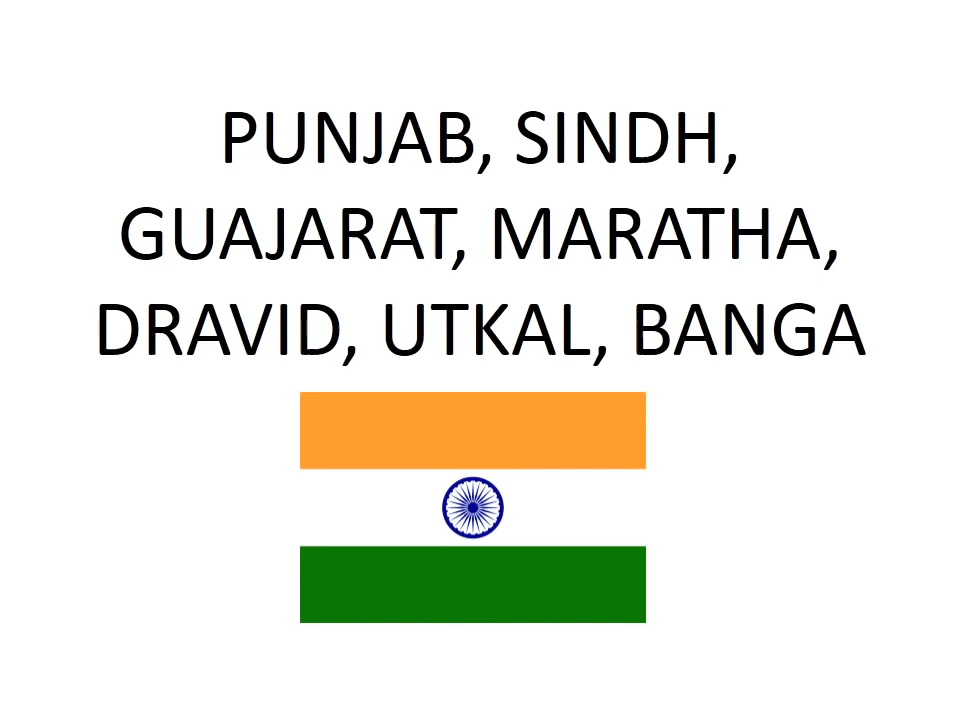 PUNJAB, SINDH,
GUAJARAT, MARATHA,
DRAVID, UTKAL, BANGA